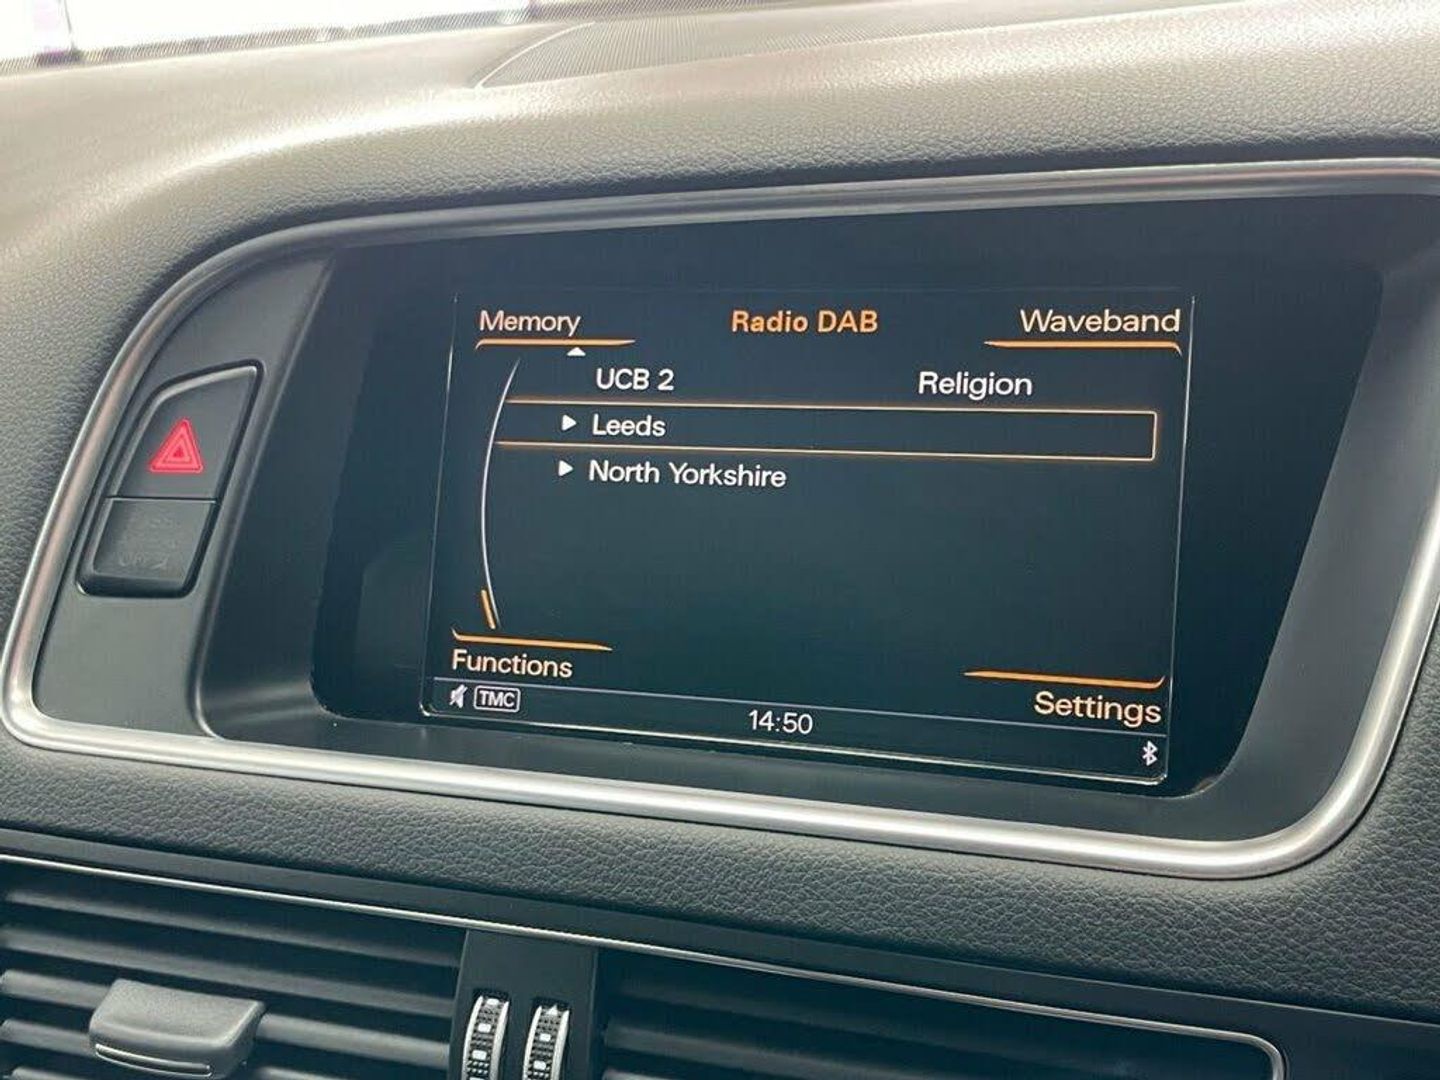 Memory Radio DAB Waveband
UCB 2 Religion
Leeds
North Yorkshire
Functions
Settings
TMC
14:50